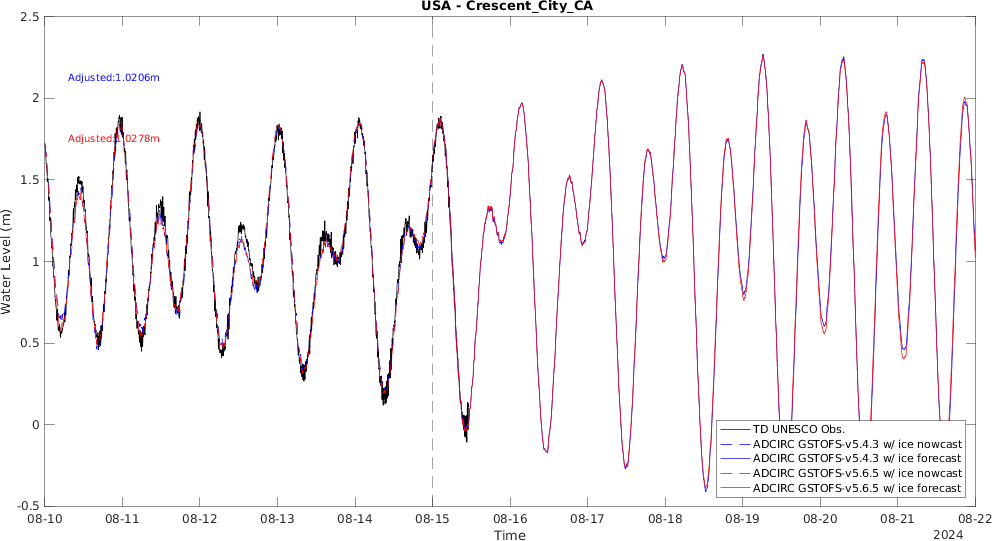 USA - Crescent_City_CA
2.5
2
1.5
1
0.5
0
-0.5
Water Level (m)
Adjusted:1.0206m
Adjusted:1.0278m
TD UNESCO Obs.
ADCIRC GSTOFS-v5.4.3 w/ ice nowcast
ADCIRC GSTOFS-v5.4.3 w/ ice forecast
ADCIRC GSTOFS-v5.6.5 w/ ice nowcast
ADCIRC GSTOFS-v5.6.5 w/ ice forecast
08-10 08-11 08-12 08-13 08-14 08-15 08-16 08-17 08-18 08-19 08-20 08-21 08-22
Time
2024